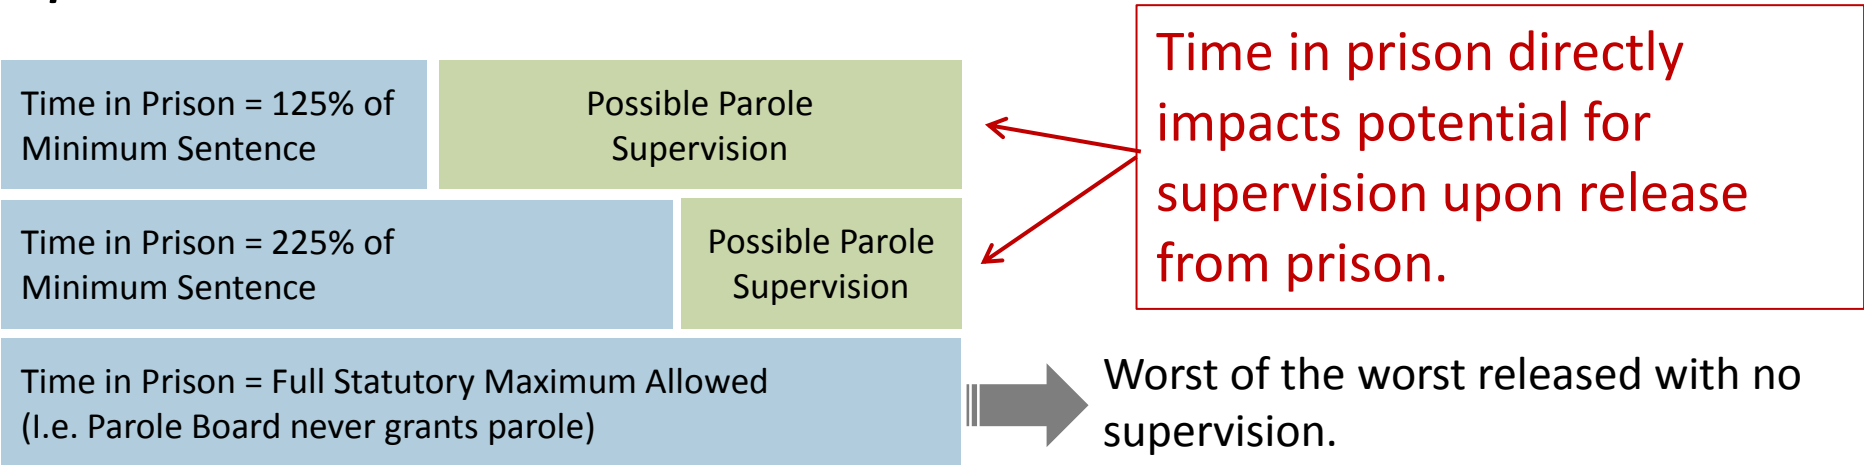 Time in Prison = 125% of
Minimum Sentence
Possible Parole
Supervision
Time in prison directly
impacts potential for
supervision upon release
from prison.
Time in Prison = 225% of
Minimum Sentence
Possible Parole
Supervision
Time in Prison = Full Statutory Maximum Allowed
(I.e. Parole Board never grants parole)
Worst of the worst released with no
supervision.